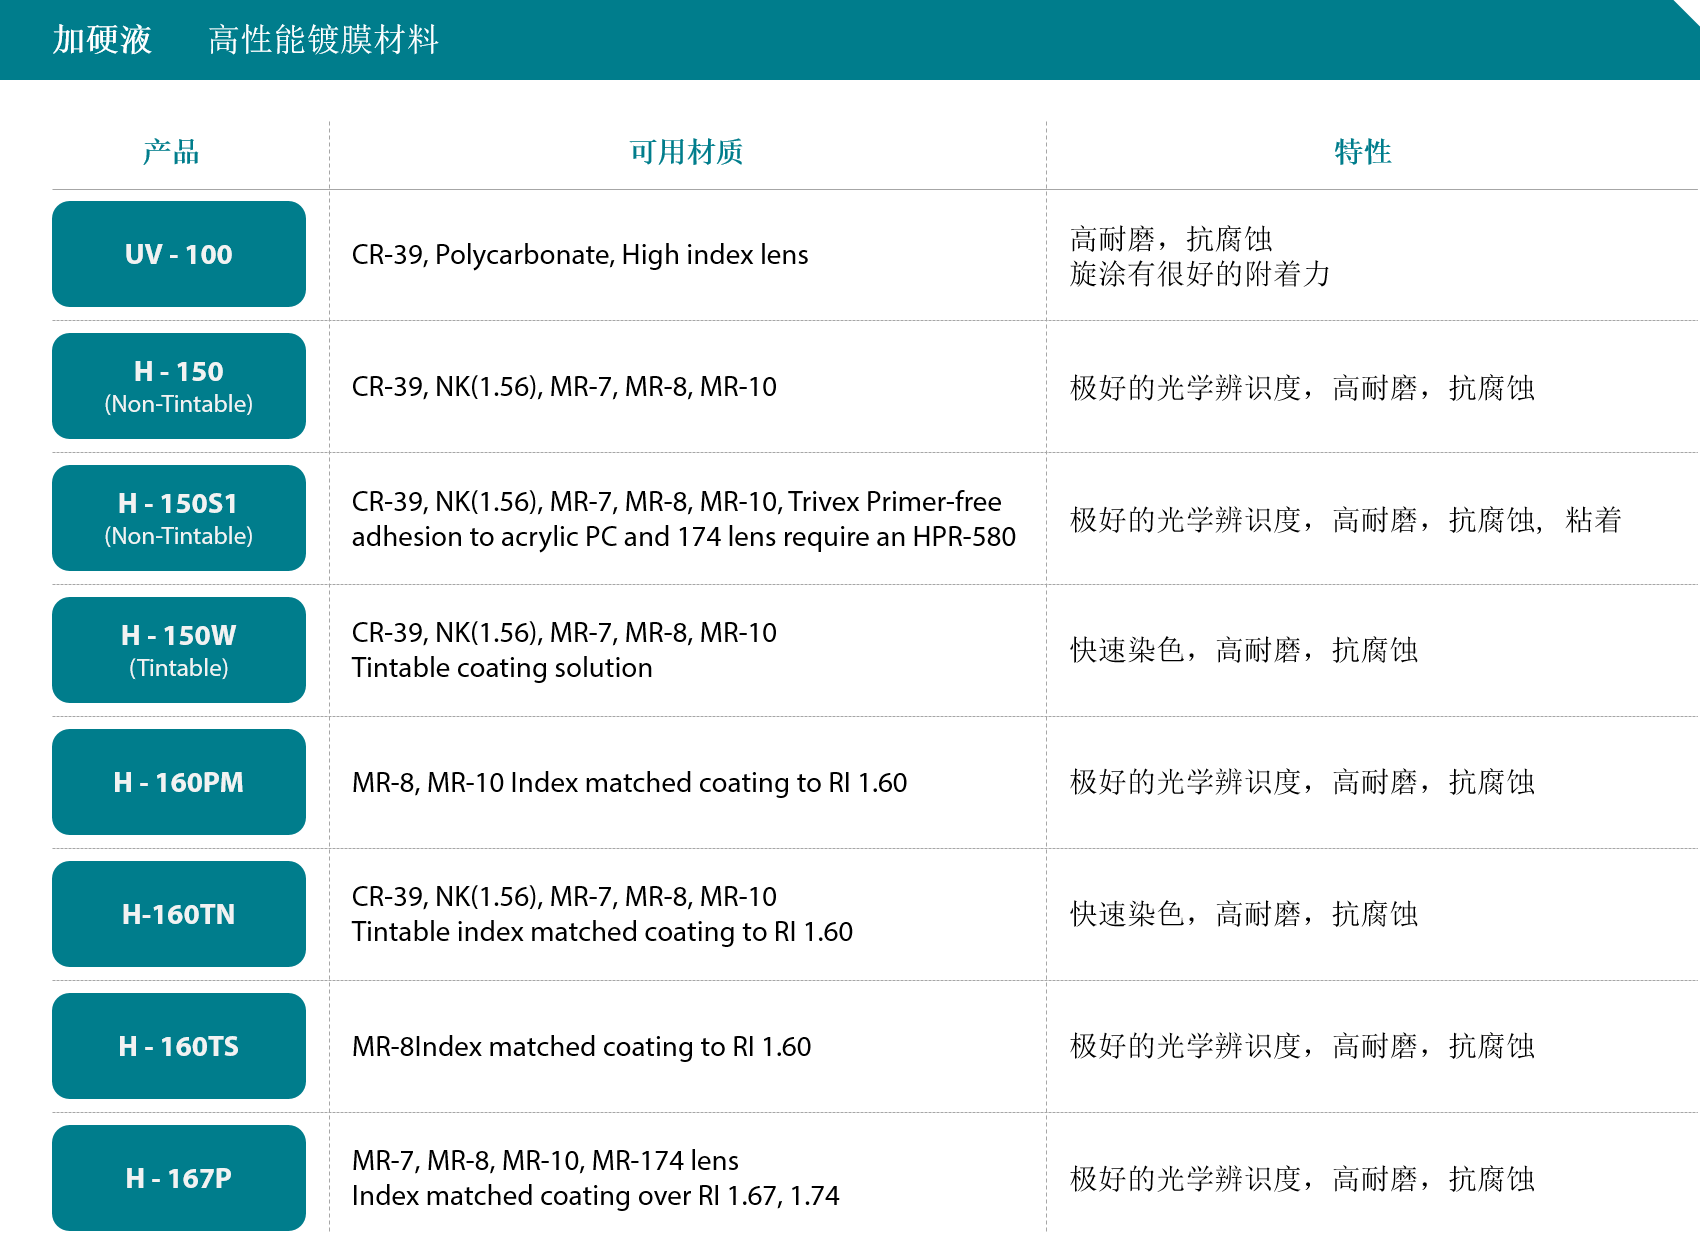 加硬液 高性能镀膜材料
产品 可用材质 特性
UV - 100
CR-39, Polycarbonate, High index lens
高耐磨，抗腐蚀
旋涂有很好的附着力
H - 150
(Non-Tintable)
CR-39, NK(1.56), MR-7, MR-8, MR-10
极好的光学辨识度，高耐磨，抗腐蚀
H - 150S1
(Non-Tintable)
CR-39, NK(1.56), MR-7, MR-8, MR-10, Trivex Primer-free
adhesion to acrylic PC and 174 lens require an HPR-580
极好的光学辨识度，高耐磨，抗腐蚀, 粘着
H - 150W
(Tintable)
CR-39, NK(1.56), MR-7, MR-8, MR-10
Tintable coating solution
快速染色，高耐磨，抗腐蚀
H - 160PM
MR-8, MR-10 Index matched coating to RI 1.60
极好的光学辨识度，高耐磨，抗腐蚀
H-160TN
CR-39, NK(1.56), MR-7, MR-8, MR-10
Tintable index matched coating to RI 1.60
快速染色，高耐磨，抗腐蚀
H - 160TS
MR-8Index matched coating to RI 1.60
极好的光学辨识度，高耐磨，抗腐蚀
H - 167P
MR-7, MR-8, MR-10, MR-174 lens
Index matched coating over RI 1.67, 1.74
极好的光学辨识度，高耐磨，抗腐蚀